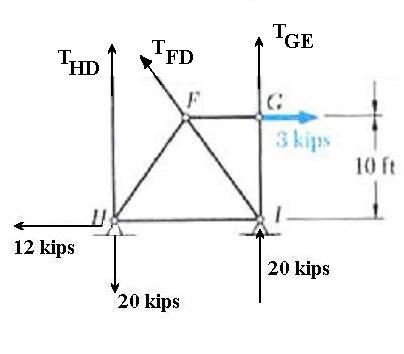 T_HD
T_FD
T_GE
F
G
3 kips
10 ft
H
I
12 kips
20 kips
20 kips